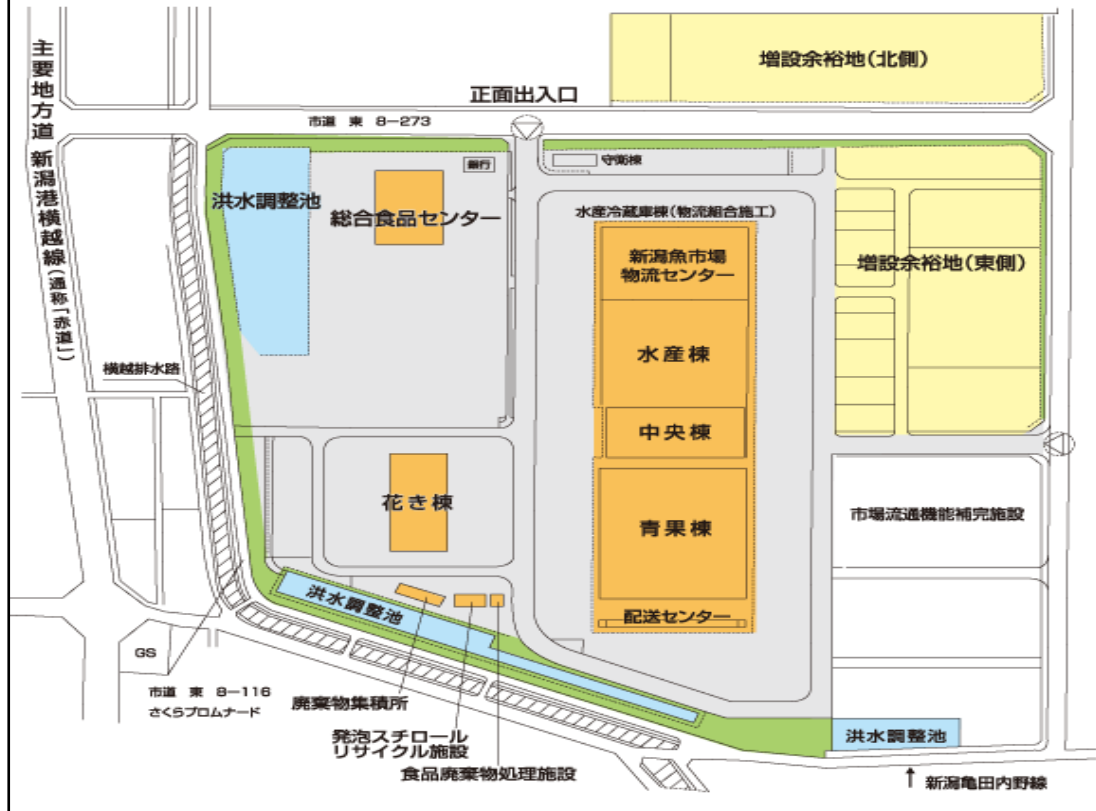 増設余裕地(北側)
正面出入口
市道 東 8-273
主要地方道 新潟港横越線(通称「赤道」)
銀行
守衛棟
洪水調整池
総合食品センター
水産冷蔵庫棟(物流組合施工)
新潟魚市場
物流センター
増設余裕地(東側)
水産棟
横越排水路
中央棟
花き棟
青果棟
市場流通機能補完施設
洪水調整池
配送センター
GS
市道 東 8-116
さくらプロムナード
廃棄物集積所
発泡スチロール
リサイクル施設
食品廃棄物処理施設
洪水調整池
↑ 新潟亀田内野線